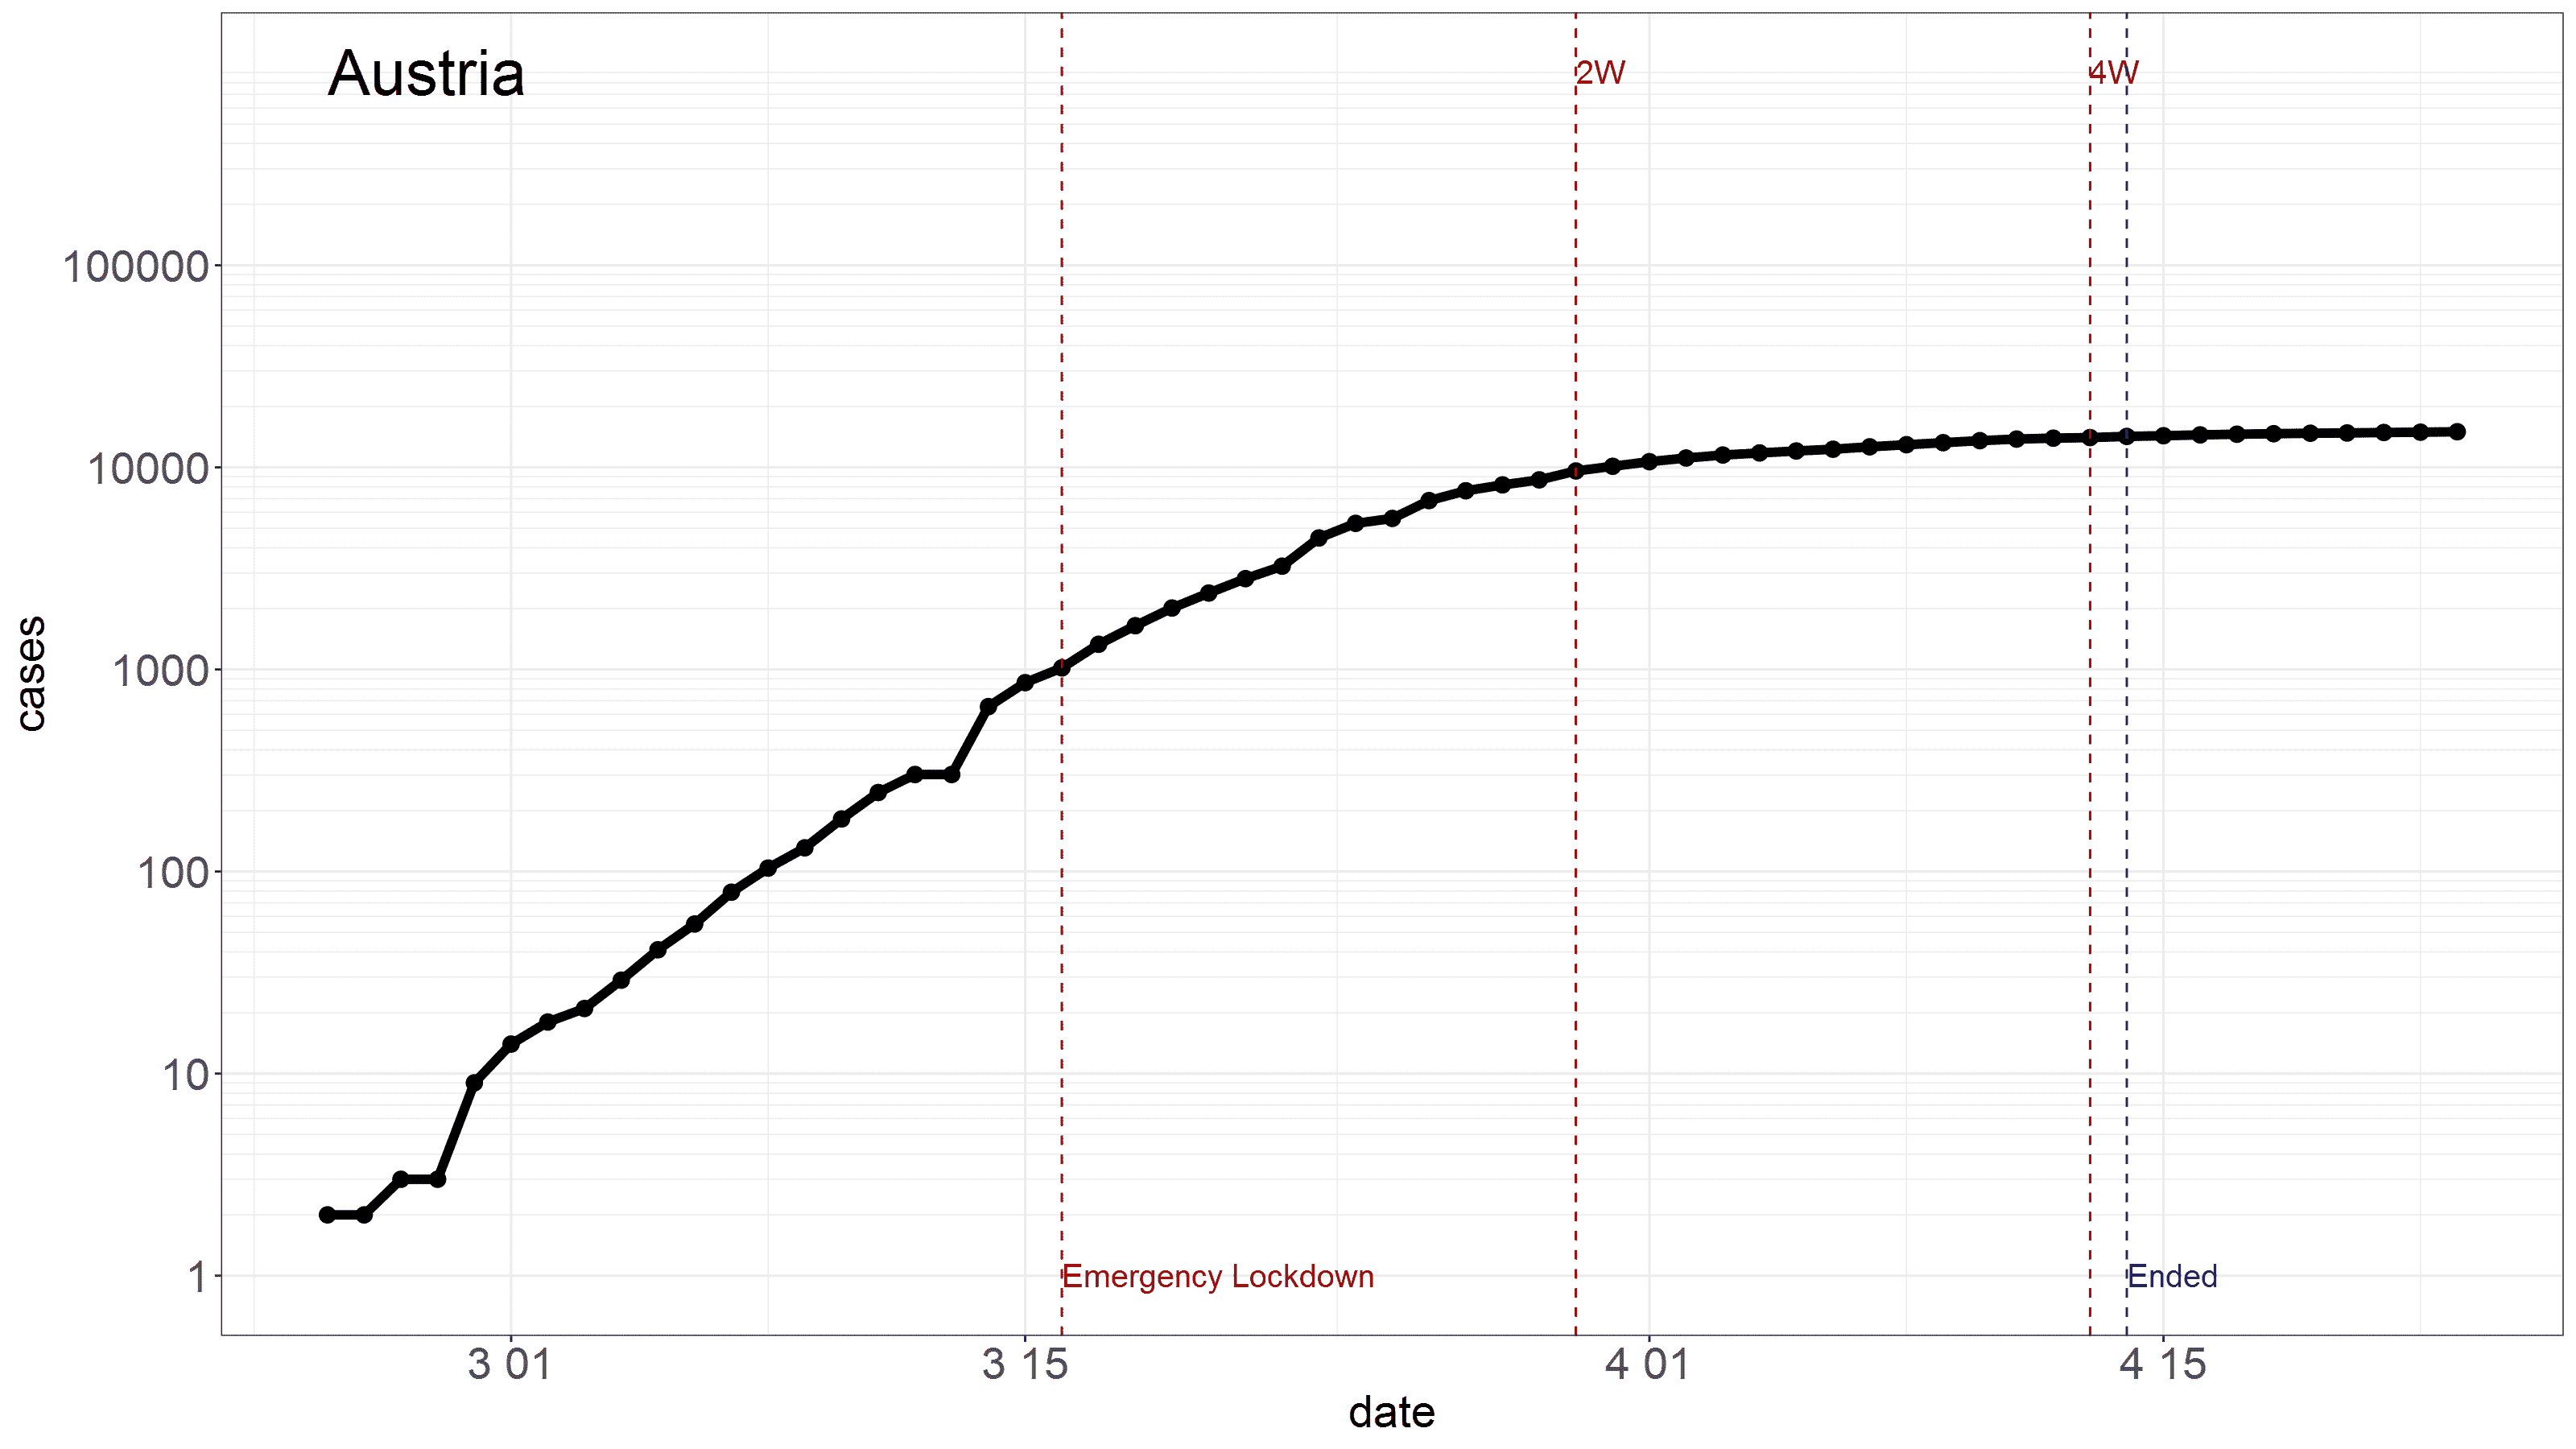 Austria
2W
4W
100000
10000
1000
100
10
1
cases
Emergency Lockdown
Ended
3 01
3 15
4 01
4 15
date